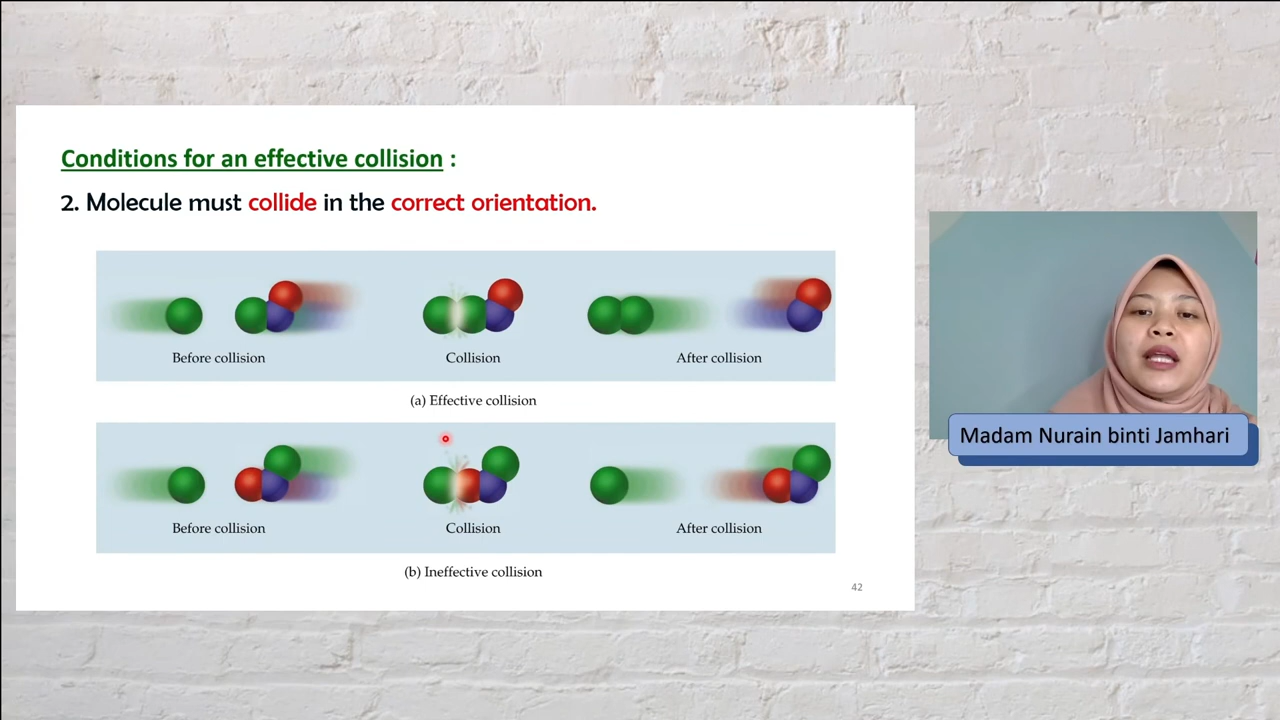 Conditions for an effective collision :
2. Molecule must collide in the correct orientation.
Before collision
Collision
After collision
(a) Effective collision
Before collision
Collision
After collision
(b) Ineffective collision
42
Madam Nurain binti Jamhari